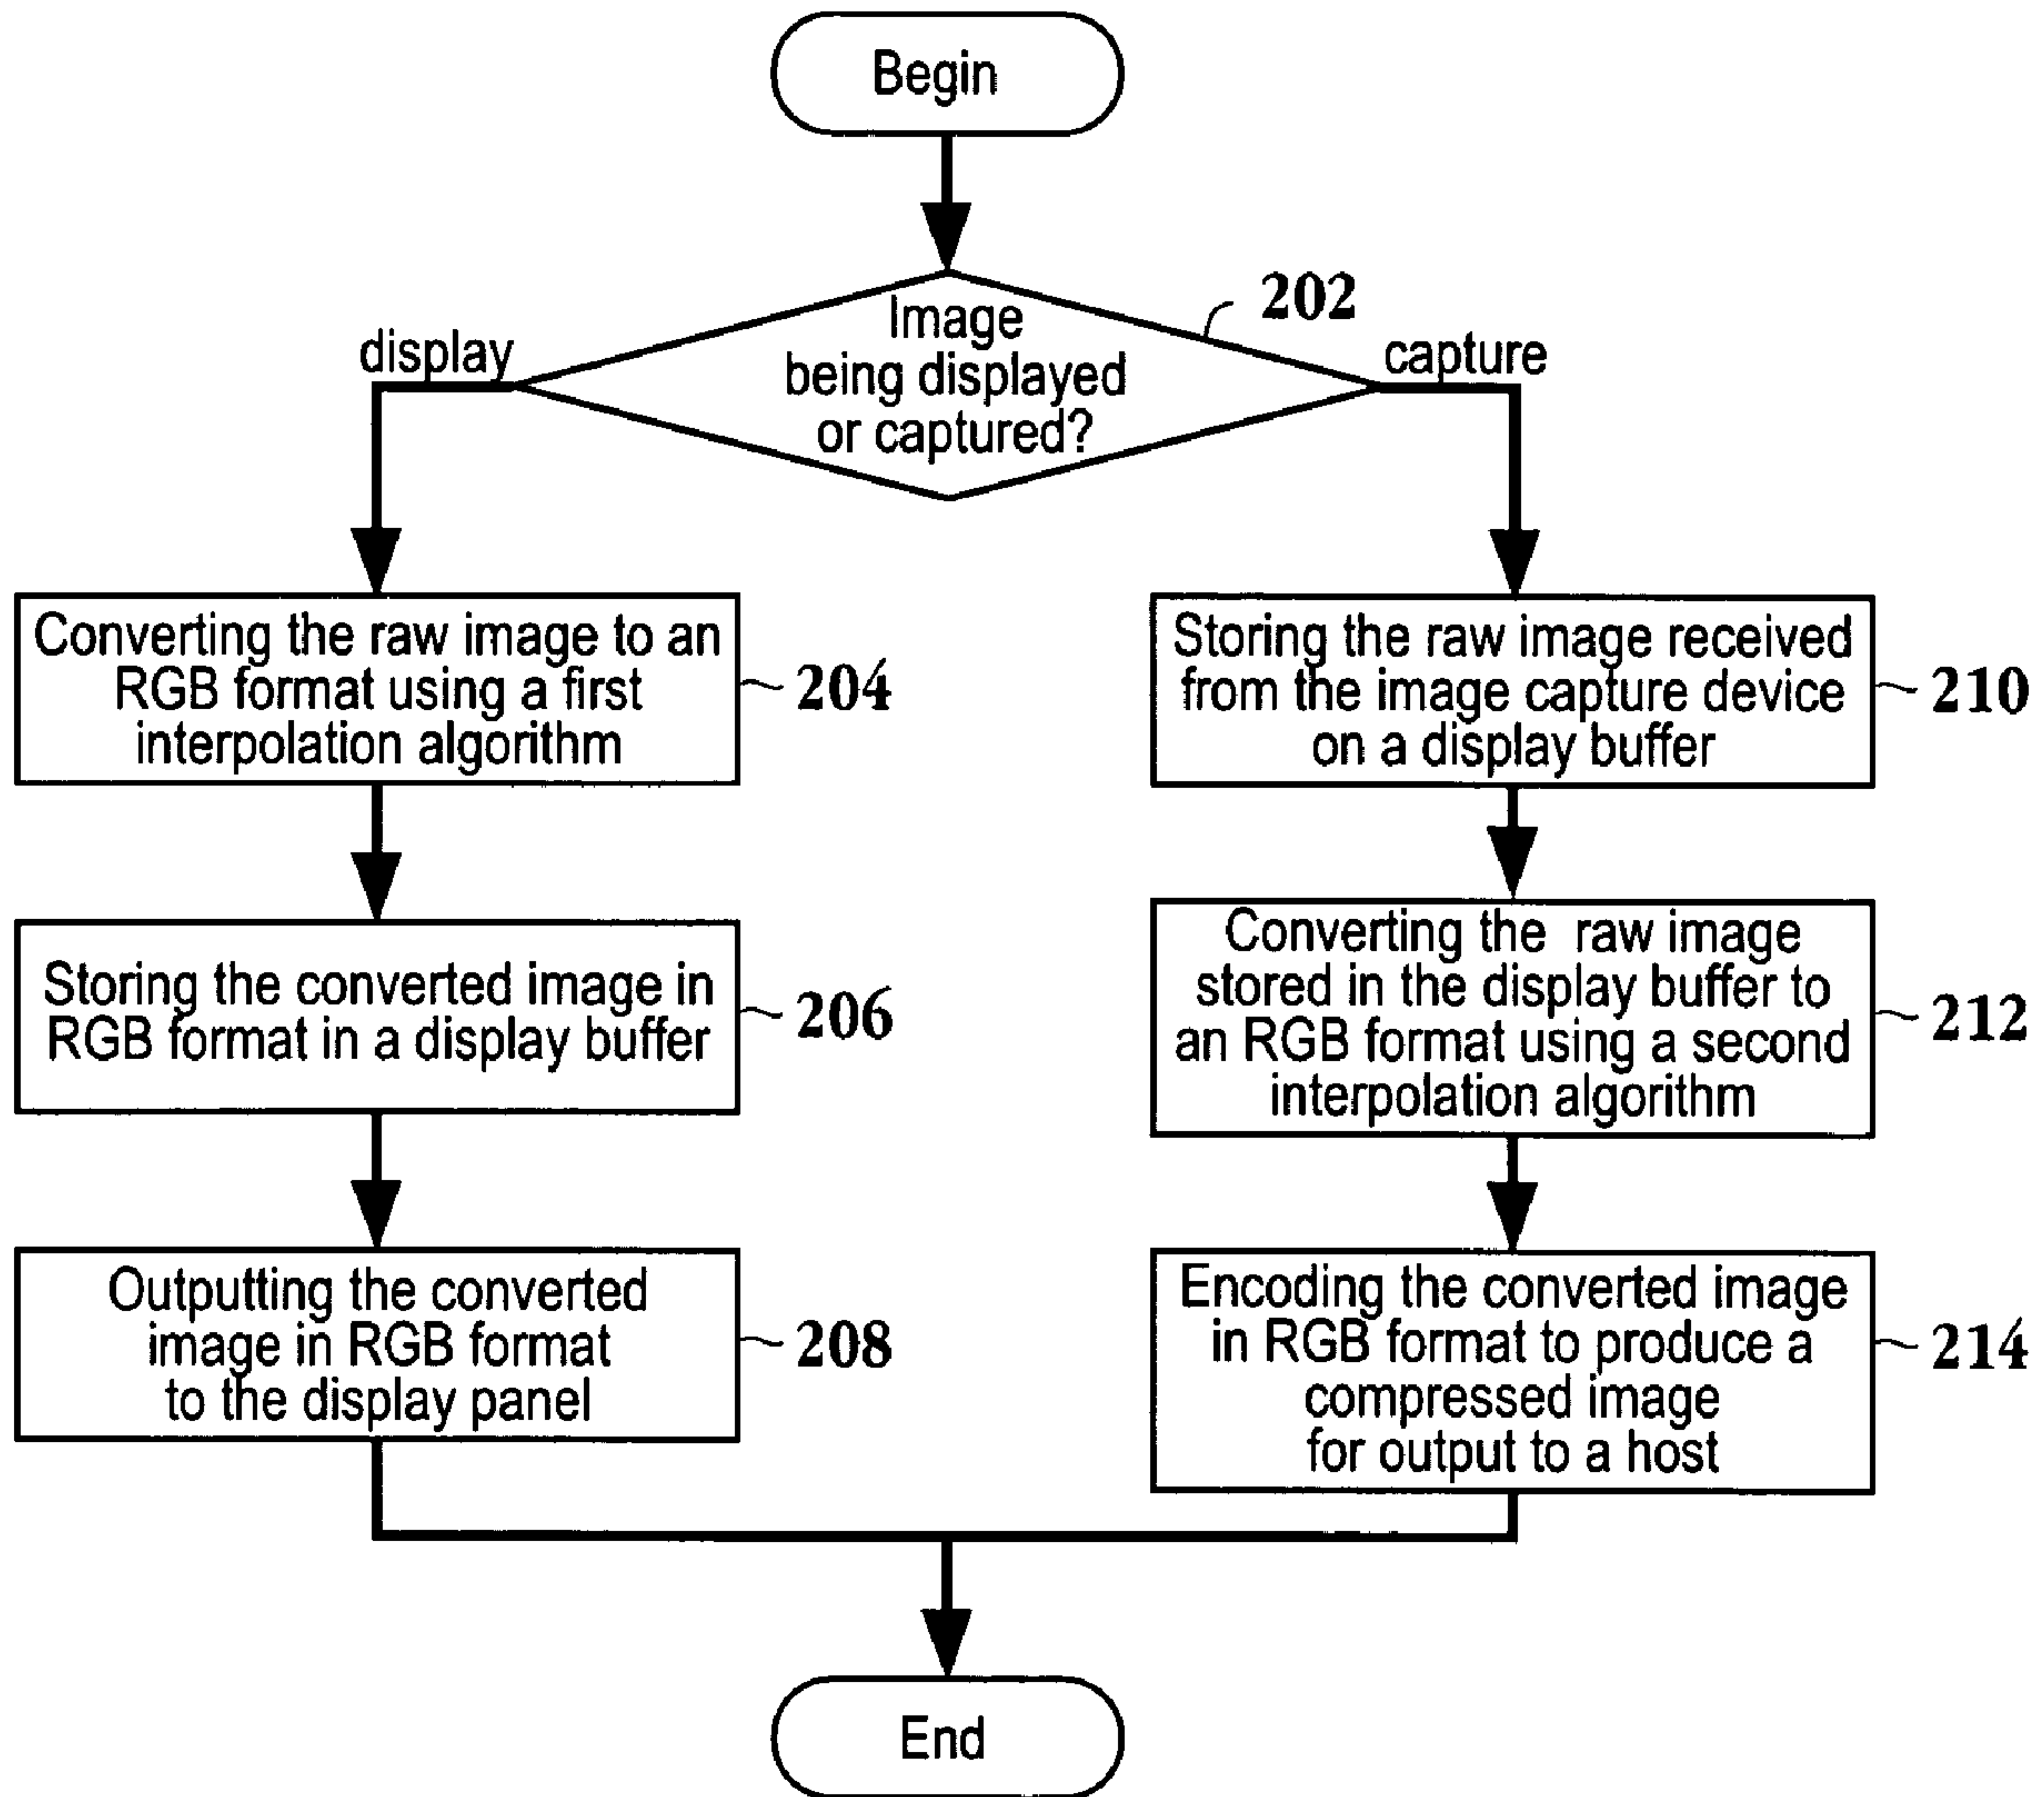 Begin
Image
being displayed
or captured?
202
display
capture
Converting the raw image to an
RGB format using a first
interpolation algorithm
204
Storing the converted image in
RGB format in a display buffer
206
Outputting the converted
image in RGB format
to the display panel
208
Storing the raw image received
from the image capture device
on a display buffer
210
Converting the raw image
stored in the display buffer to
an RGB format using a second
interpolation algorithm
212
Encoding the converted image
in RGB format to produce a
compressed image
for output to a host
214
End